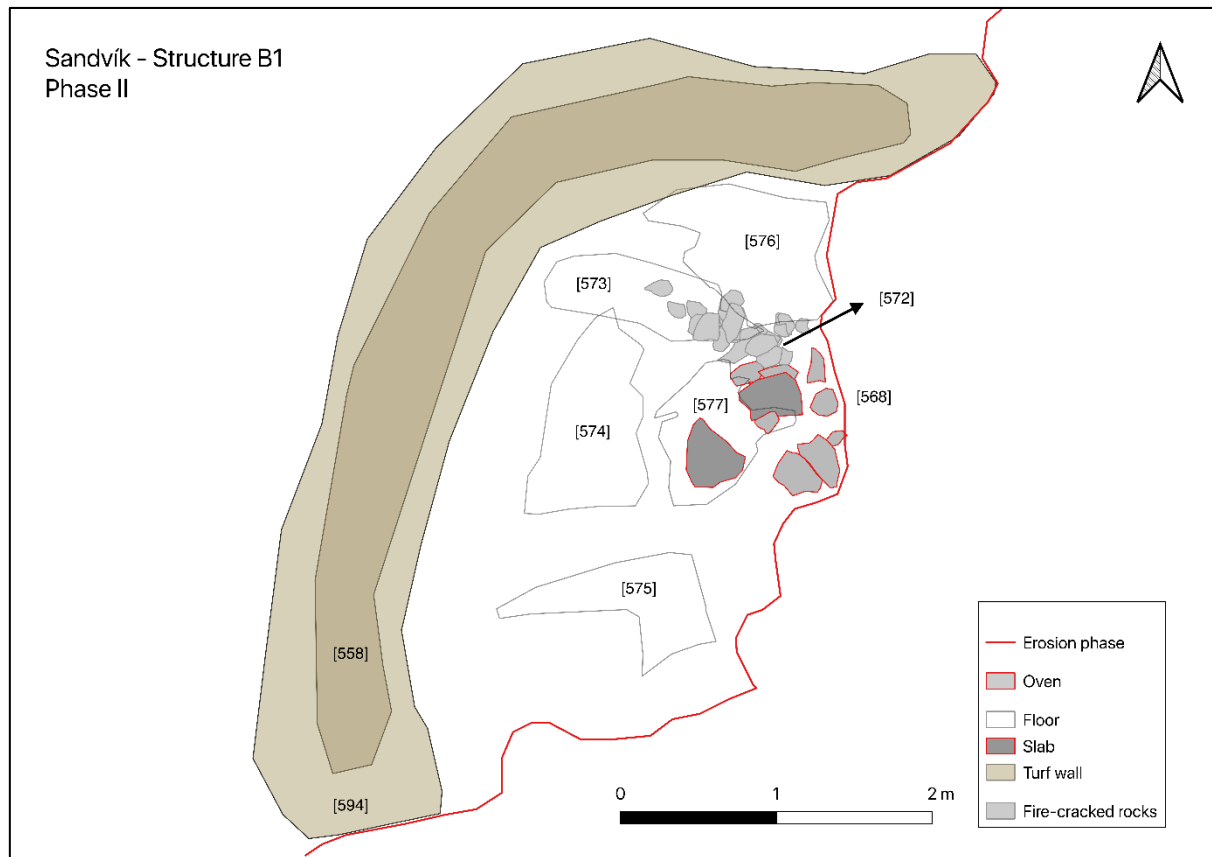 Sandvík - Structure B1
Phase II
[576]
[573]
[572]
[568]
[577]
[574]
[575]
[558]
[594]
0 1 2 m
Erosion phase
Oven
Floor
Slab
Turf wall
Fire-cracked rocks